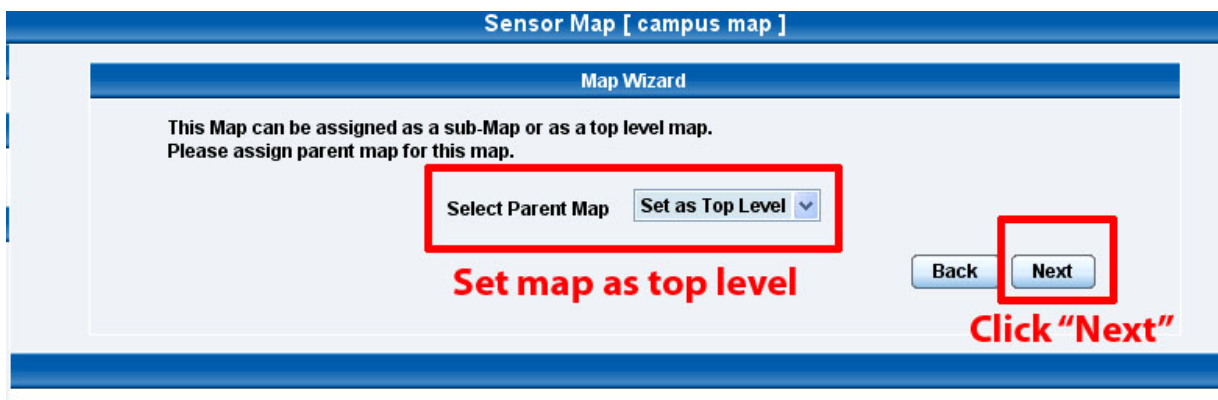 Sensor Map [ campus map ]
Map Wizard
This Map can be assigned as a sub-Map or as a top level map.
Please assign parent map for this map.
Select Parent Map Set as Top Level
Set map as top level
Back Next
Click “Next”